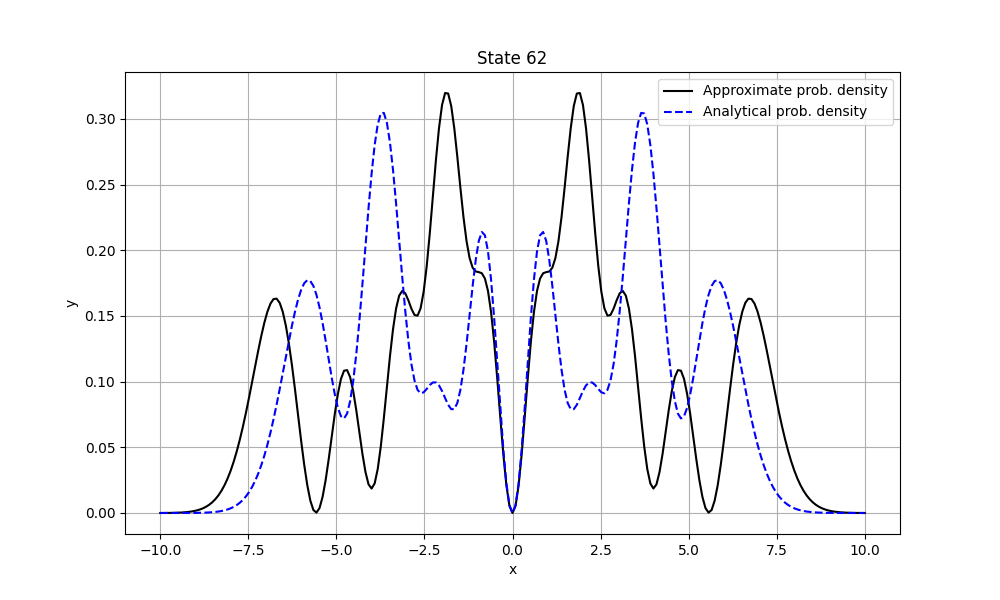 State 62
Approximate prob. density
Analytical prob. density
y
0.30
0.25
0.20
0.15
0.10
0.05
0.00
−10.0 −7.5 −5.0 −2.5 0.0 2.5 5.0 7.5 10.0
x